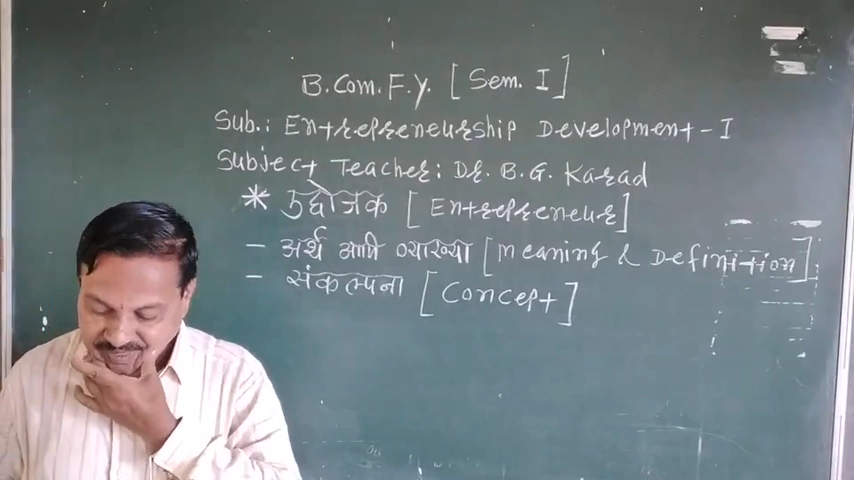 B.Com. F.Y. [Sem. I]
Sub.: Entrepreneurship Development-I
Subject Teacher: Dr. B. G. Karad
* उद्योजक [Entrepreneur]
- अर्थ आणि व्याख्या [Meaning & Definition]
- संकल्पना [Concept]